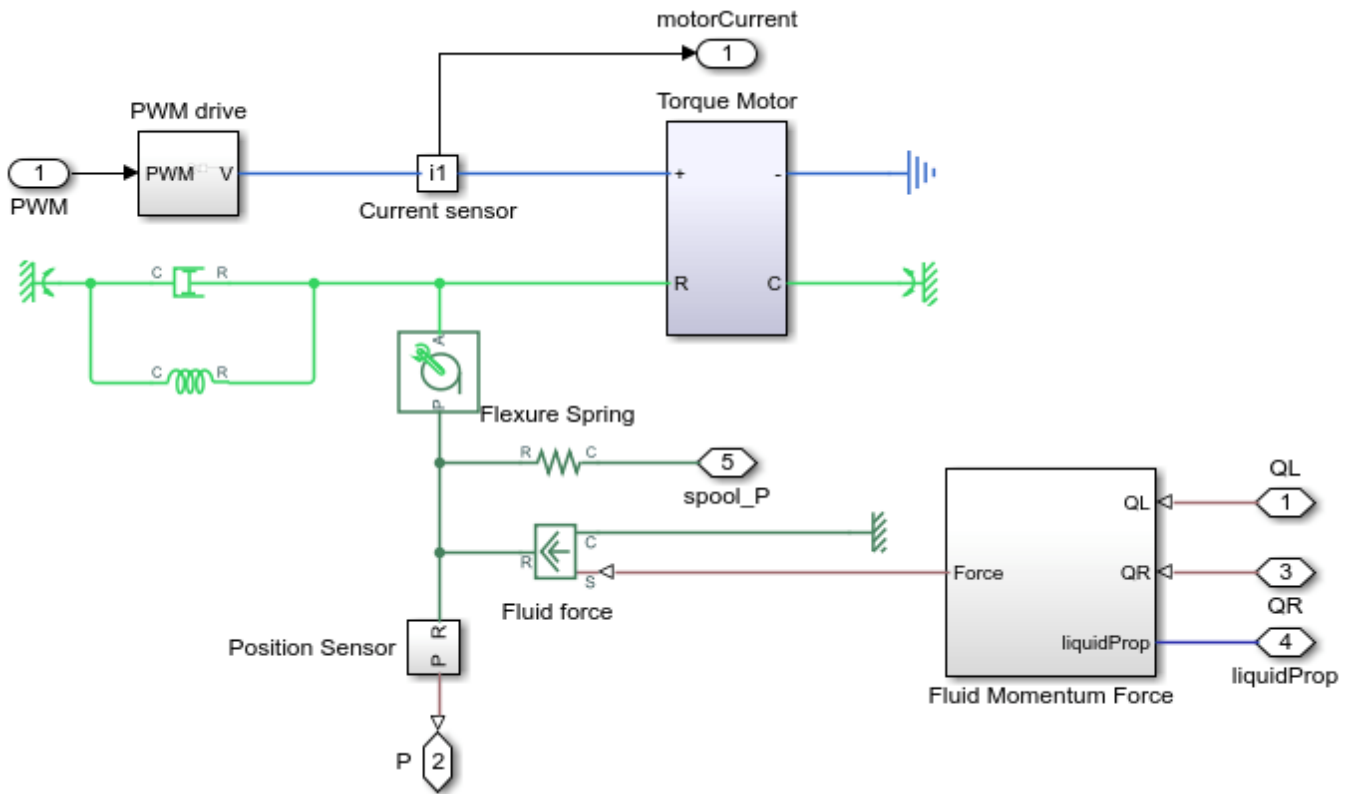 motorCurrent
1
PWM drive
Torque Motor
1
PWM
V
i1
+
-
PWM
Current sensor
C
R
R
C
A
C
R
P
Flexure Spring
R
C
5
spool_P
QL
QL
1
C
R
S
Force
QR
3
Fluid force
QR
Position Sensor
R
P
liquidProp
4
liquidProp
Fluid Momentum Force
P
2